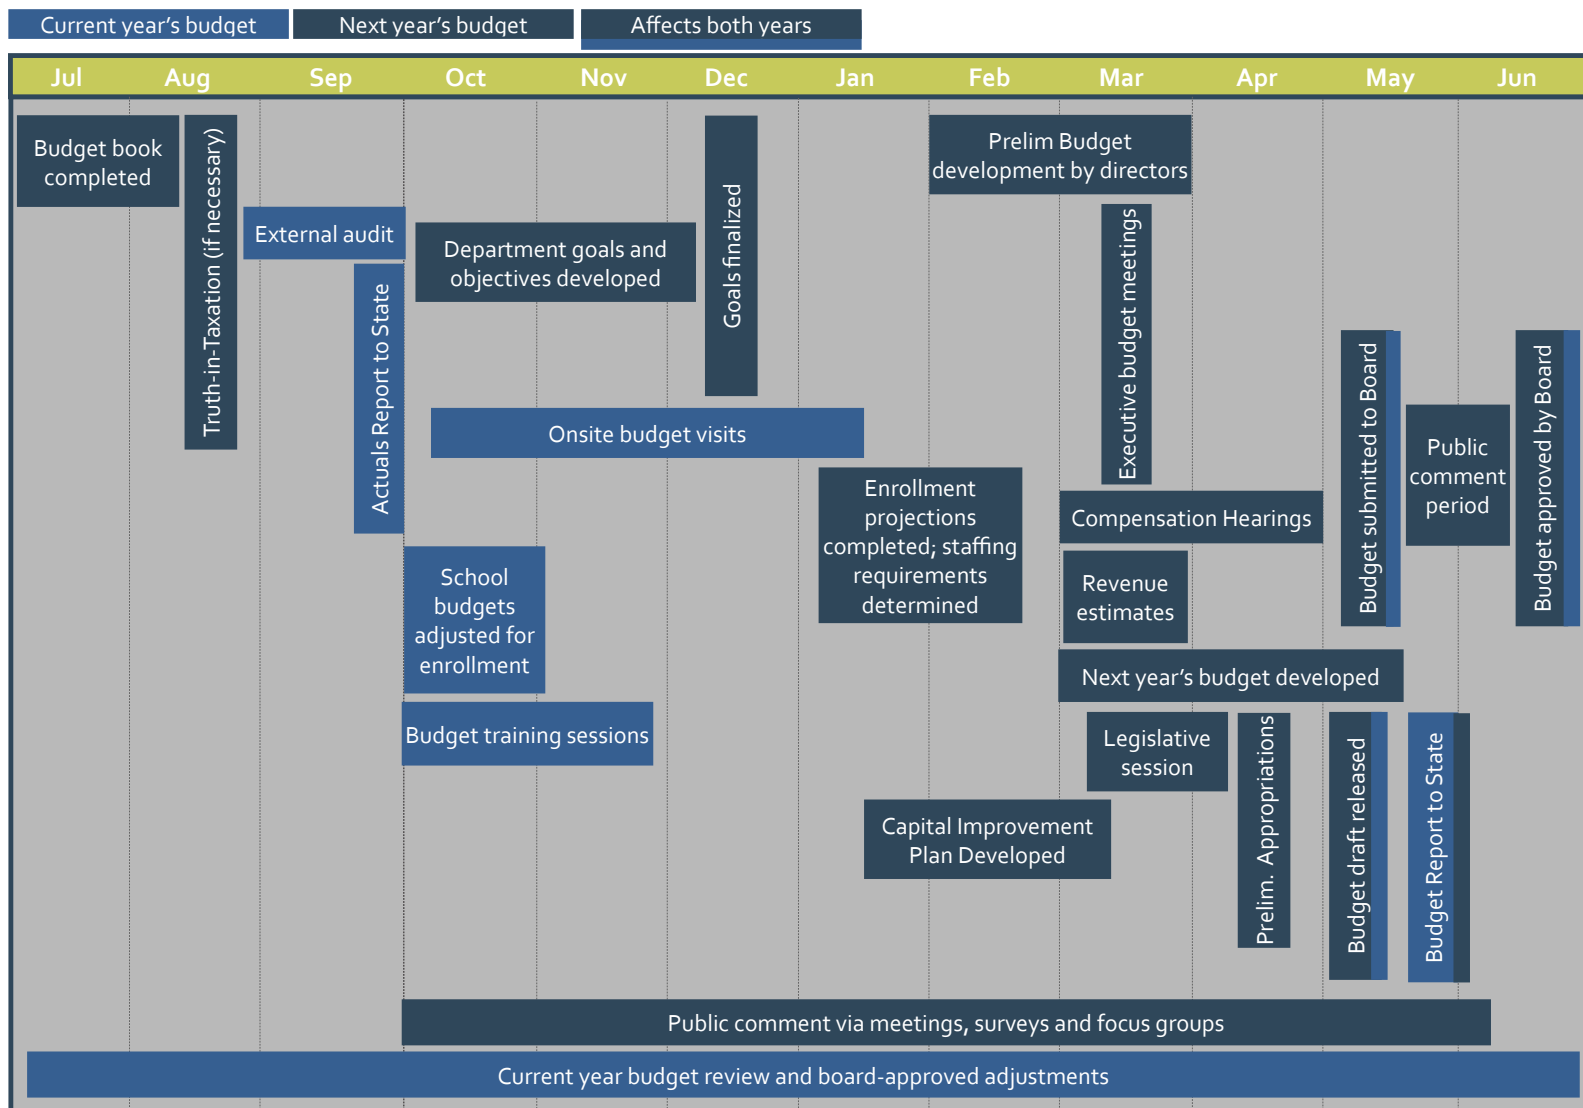 Current year's budget
Next year's budget
Affects both years
Jul
Aug
Sep
Oct
Nov
Dec
Jan
Feb
Mar
Apr
May
Jun
Budget book
completed
Truth-in-Taxation (if necessary)
External audit
Actuals Report to State
Department goals and
objectives developed
Goals finalized
Prelim Budget
development by directors
Executive budget meetings
Onsite budget visits
Enrollment
projections
completed; staffing
requirements
determined
Compensation Hearings
Revenue
estimates
Budget submitted to Board
Public
comment
period
Budget approved by Board
School
budgets
adjusted for
enrollment
Next year's budget developed
Budget training sessions
Legislative
session
Prelim. Appropriations
Budget draft released
Budget Report to State
Capital Improvement
Plan Developed
Public comment via meetings, surveys and focus groups
Current year budget review and board-approved adjustments